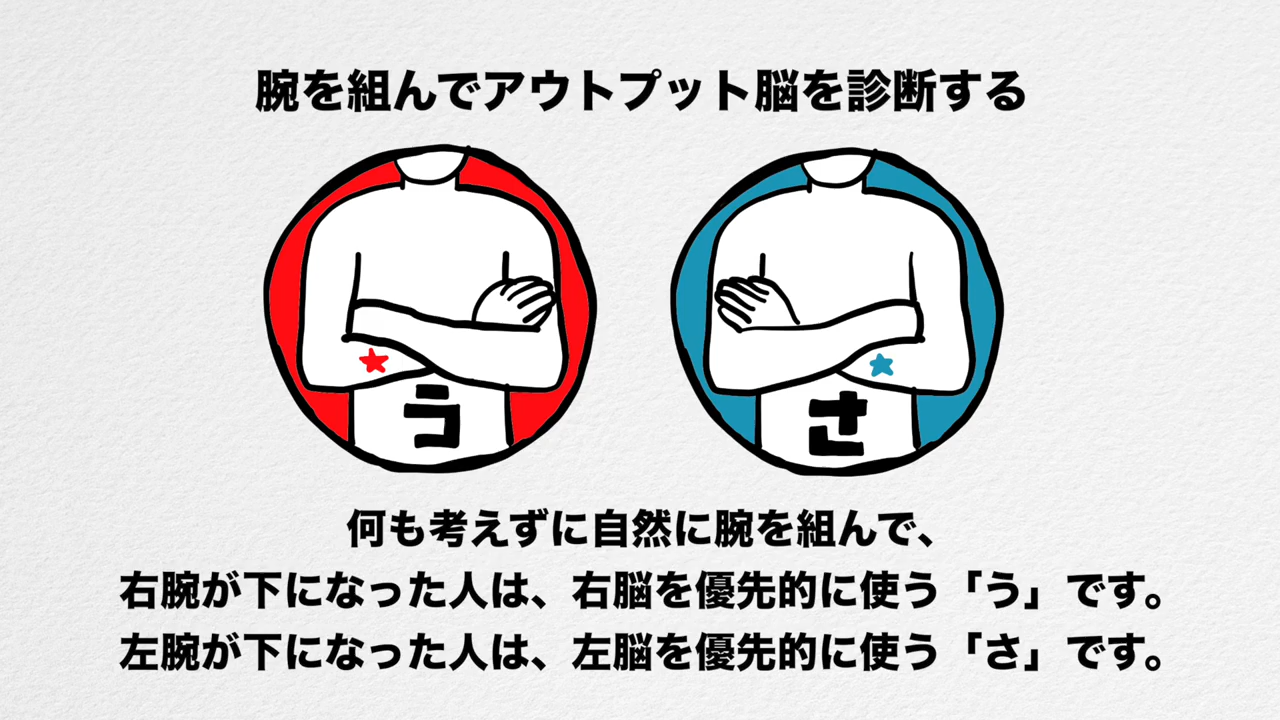 腕を組んでアウトプット脳を診断する
う
さ
何も考えずに自然に腕を組んで、
右腕が下になった人は、右脳を優先的に使う「う」です。
左腕が下になった人は、左脳を優先的に使う「さ」です。